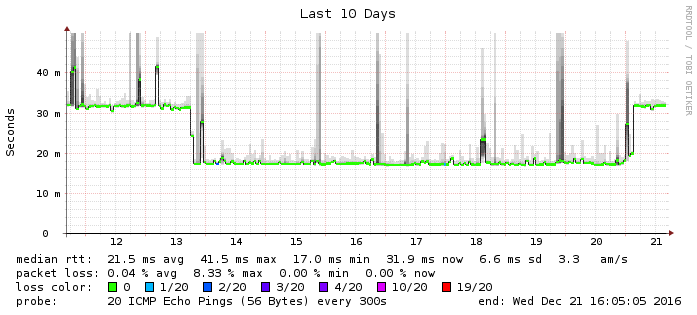 Last 10 Days
RRDTOOL / TOBI OETIKER
Seconds
40 m
30 m
20 m
10 m
0
12 13 14 15 16 17 18 19 20 21
median rtt: 21.5 ms avg 41.5 ms max 17.0 ms min 31.9 ms now 6.6 ms sd 3.3 am/s
packet loss: 0.04 % avg 8.33 % max 0.00 % min 0.00 % now
loss color: 0 1/20 2/20 3/20 4/20 10/20 19/20
probe: 20 ICMP Echo Pings (56 Bytes) every 300s end: Wed Dec 21 16:05:05 2016